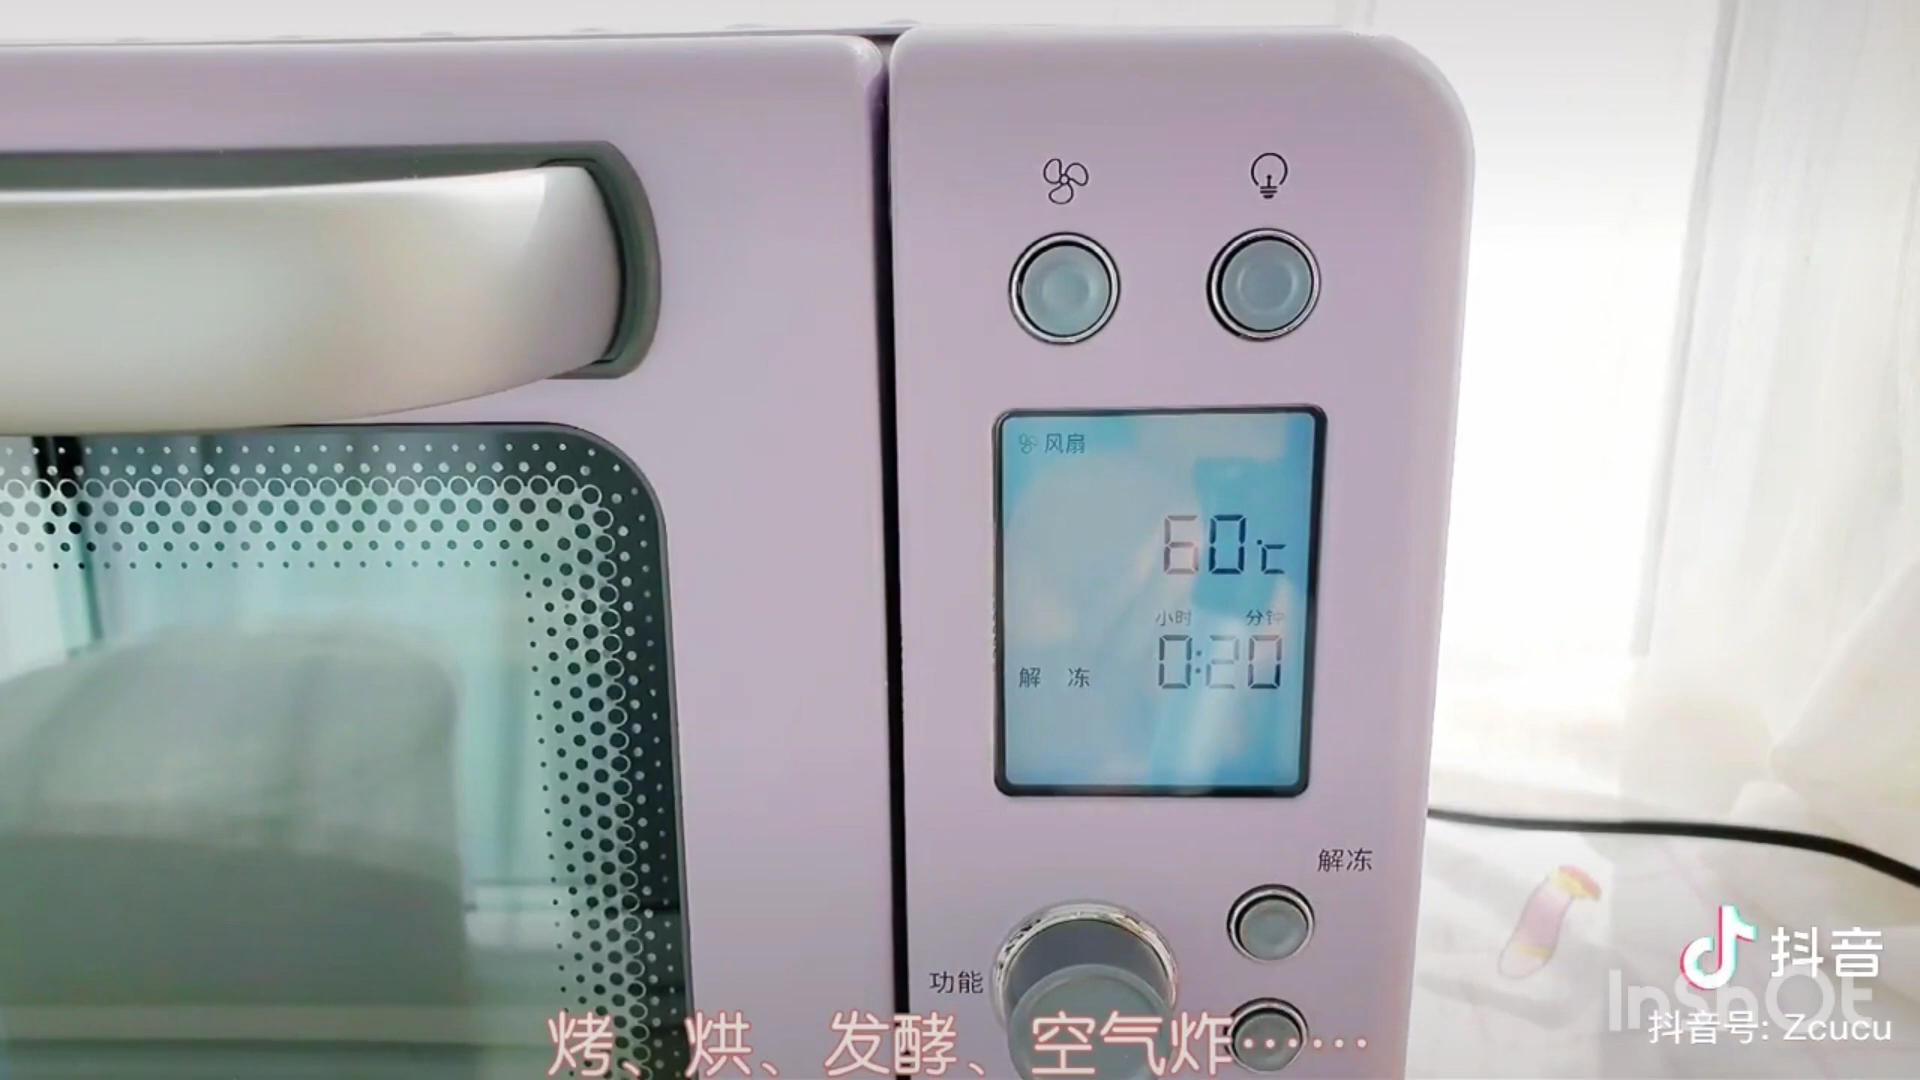 风扇
60℃
小时 分钟
解 冻 0:20
解冻
功能
烤、烘、发酵、空气炸……
抖音
InShOt
抖音号: Zcucu